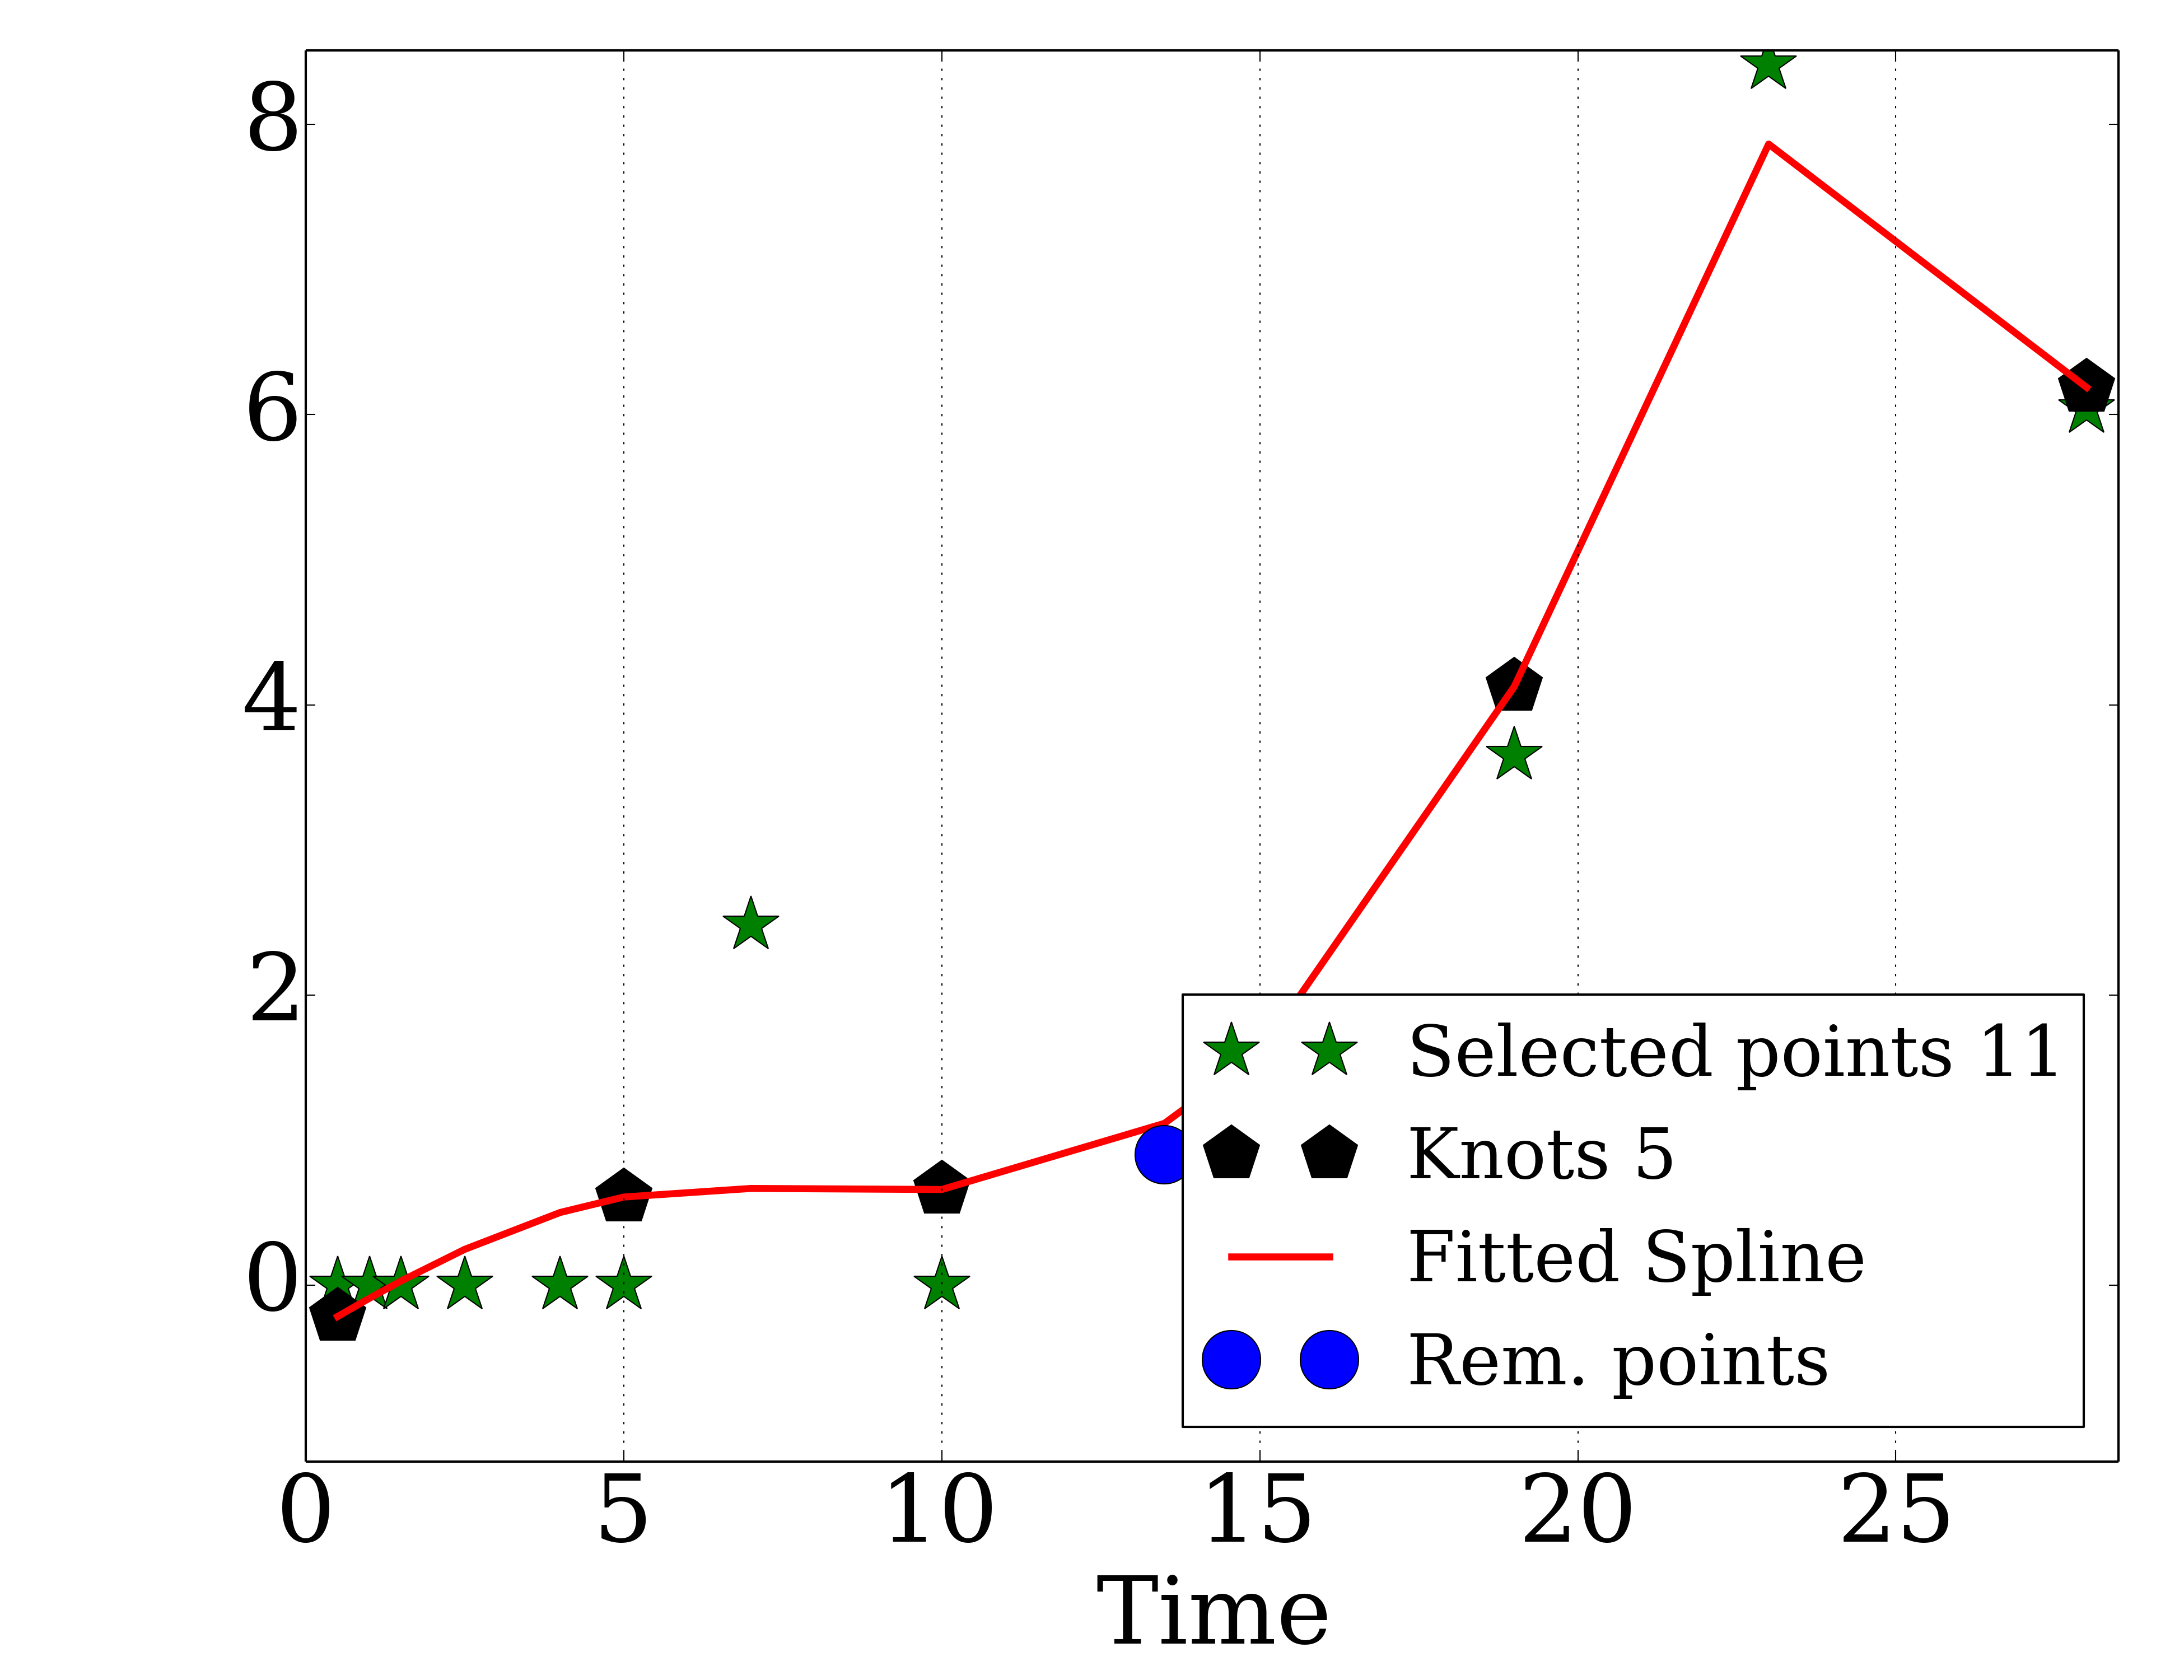 8
6
4
2
0
0 5 10 15 20 25
Time
Selected points 11
Knots 5
Fitted Spline
Rem. points